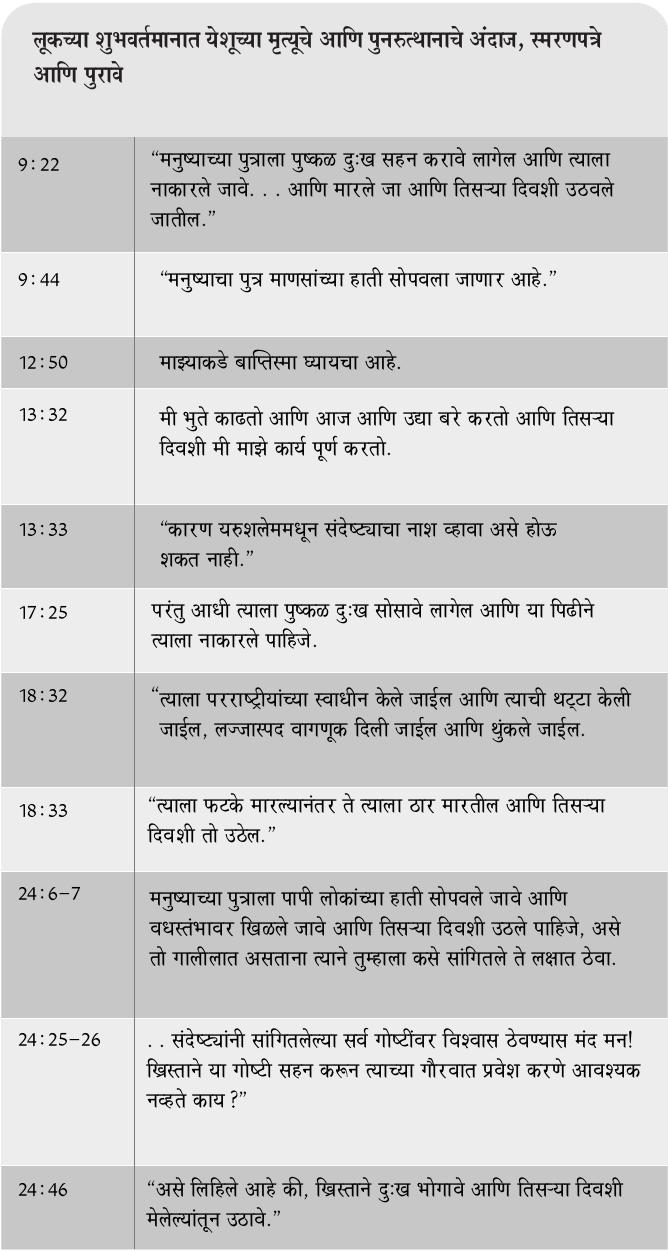 लूकच्या शुभवर्तमानात येशूच्या मृत्यूचे आणि पुनरुत्थानाचे अंदाज, स्मरणपत्रे
आणि पुरावे
9:22
“मनुष्याच्या पुत्राला पुष्कळ दुःख सहन करावे लागेल आणि त्याला
नाकारले जावे. . . आणि मारले जा आणि तिसऱ्या दिवशी उठवले
जातील.”
9:44
“मनुष्याचा पुत्र माणसांच्या हाती सोपवला जाणार आहे.”
12:50
माझ्याकडे बाप्तिस्मा घ्यायचा आहे.
13:32
मी भुते काढतो आणि आज आणि उद्या बरे करतो आणि तिसऱ्या
दिवशी मी माझे कार्य पूर्ण करतो.
13:33
“कारण यरुशलेममधून संदेष्ट्याचा नाश व्हावा असे होऊ
शकत नाही.”
17:25
परंतु आधी त्याला पुष्कळ दुःख सोसावे लागेल आणि या पिढीने
त्याला नाकारले पाहिजे.
18:32
“त्याला परराष्ट्रीयांच्या स्वाधीन केले जाईल आणि त्याची थट्टा केली
जाईल, लज्जास्पद वागणूक दिली जाईल आणि थुंकले जाईल.
18:33
“त्याला फटके मारल्यानंतर ते त्याला ठार मारतील आणि तिसऱ्या
दिवशी तो उठेल.”
24:6–7
मनुष्याच्या पुत्राला पापी लोकांच्या हाती सोपवले जावे आणि
वधस्तंभावर खिळले जावे आणि तिसऱ्या दिवशी उठले पाहिजे, असे
तो गालीलात असताना त्याने तुम्हाला कसे सांगितले ते लक्षात ठेवा.
24:25–26
. . संदेष्ट्यांनी सांगितलेल्या सर्व गोष्टींवर विश्वास ठेवण्यास मंद मन!
ख्रिस्ताने या गोष्टी सहन करून त्याच्या गौरवात प्रवेश करणे आवश्यक
नव्हते काय?”
24:46
“असे लिहिले आहे की, ख्रिस्ताने दुःख भोगावे आणि तिसऱ्या दिवशी
मेलेल्यांतून उठावे.”